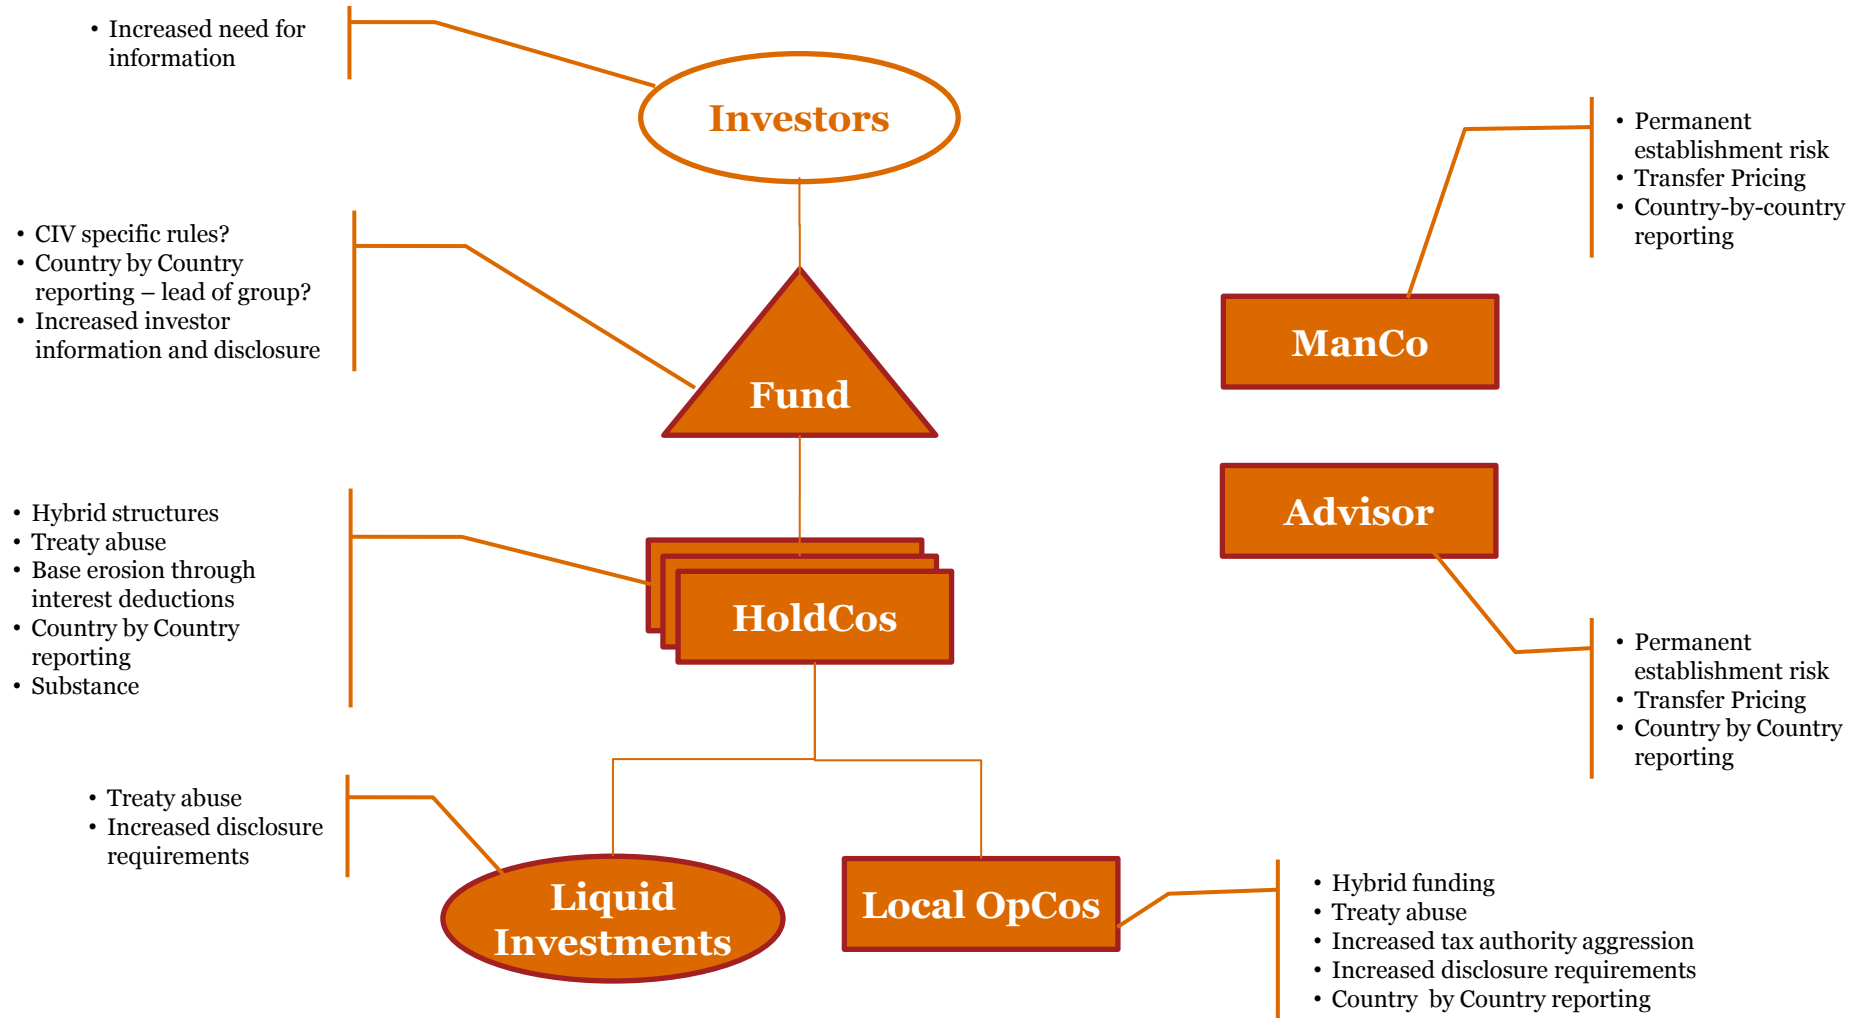 • Increased need for
information
Investors
• Permanent
establishment risk
• Transfer Pricing
• Country-by-country
reporting
• CIV specific rules?
• Country by Country
reporting – lead of group?
• Increased investor
information and disclosure
ManCo
Fund
Advisor
• Hybrid structures
• Treaty abuse
• Base erosion through
interest deductions
• Country by Country
reporting
• Substance
HoldCos
• Permanent
establishment risk
• Transfer Pricing
• Country by Country
reporting
• Treaty abuse
• Increased disclosure
requirements
Liquid
Investments
Local OpCos
• Hybrid funding
• Treaty abuse
• Increased tax authority aggression
• Increased disclosure requirements
• Country  by Country reporting